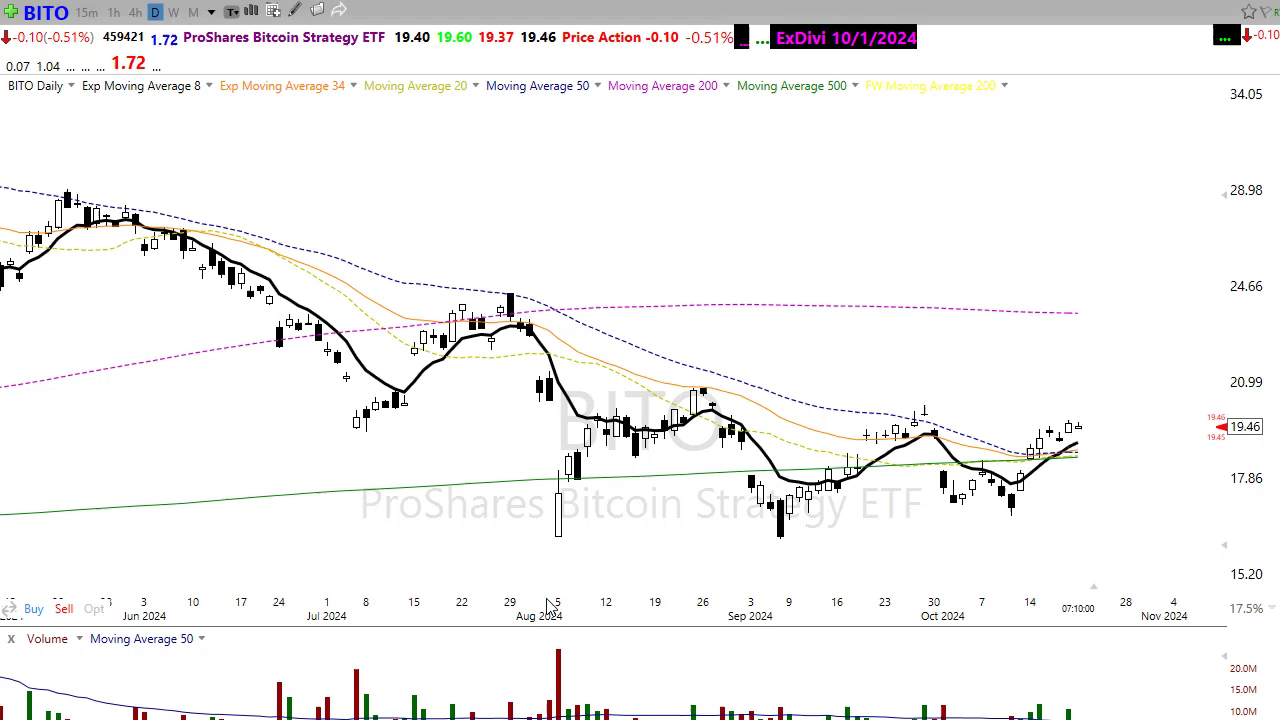 BITO 15m 1h 4h D W M T
-0.10(-0.51%) 459421 1.72 ProShares Bitcoin Strategy ETF 19.40 19.60 19.37 19.46 Price Action -0.10 -0.51% ... ... ExDivi 10/1/2024 ... -0.10
0.07 1.04 ... ... ... 1.72 ...
BITO Daily Exp Moving Average 8 Exp Moving Average 34 Moving Average 20 Moving Average 50 Moving Average 200 Moving Average 500 FW Moving Average 200
34.05
28.98
24.66
20.99
19.46
19.46
19.45
17.86
15.20
BITO
ProShares Bitcoin Strategy ETF
3 10 17 24 8 15 22 29 5 12 19 26 3 9 16 23 30 7 14 07:10:00 28 4
Buy Sell Opt
Jun 2024 Jul 2024 Aug 2024 Sep 2024 Oct 2024 Nov 2024
17.5%
x Volume Moving Average 50
20.0M
15.0M
10.0M